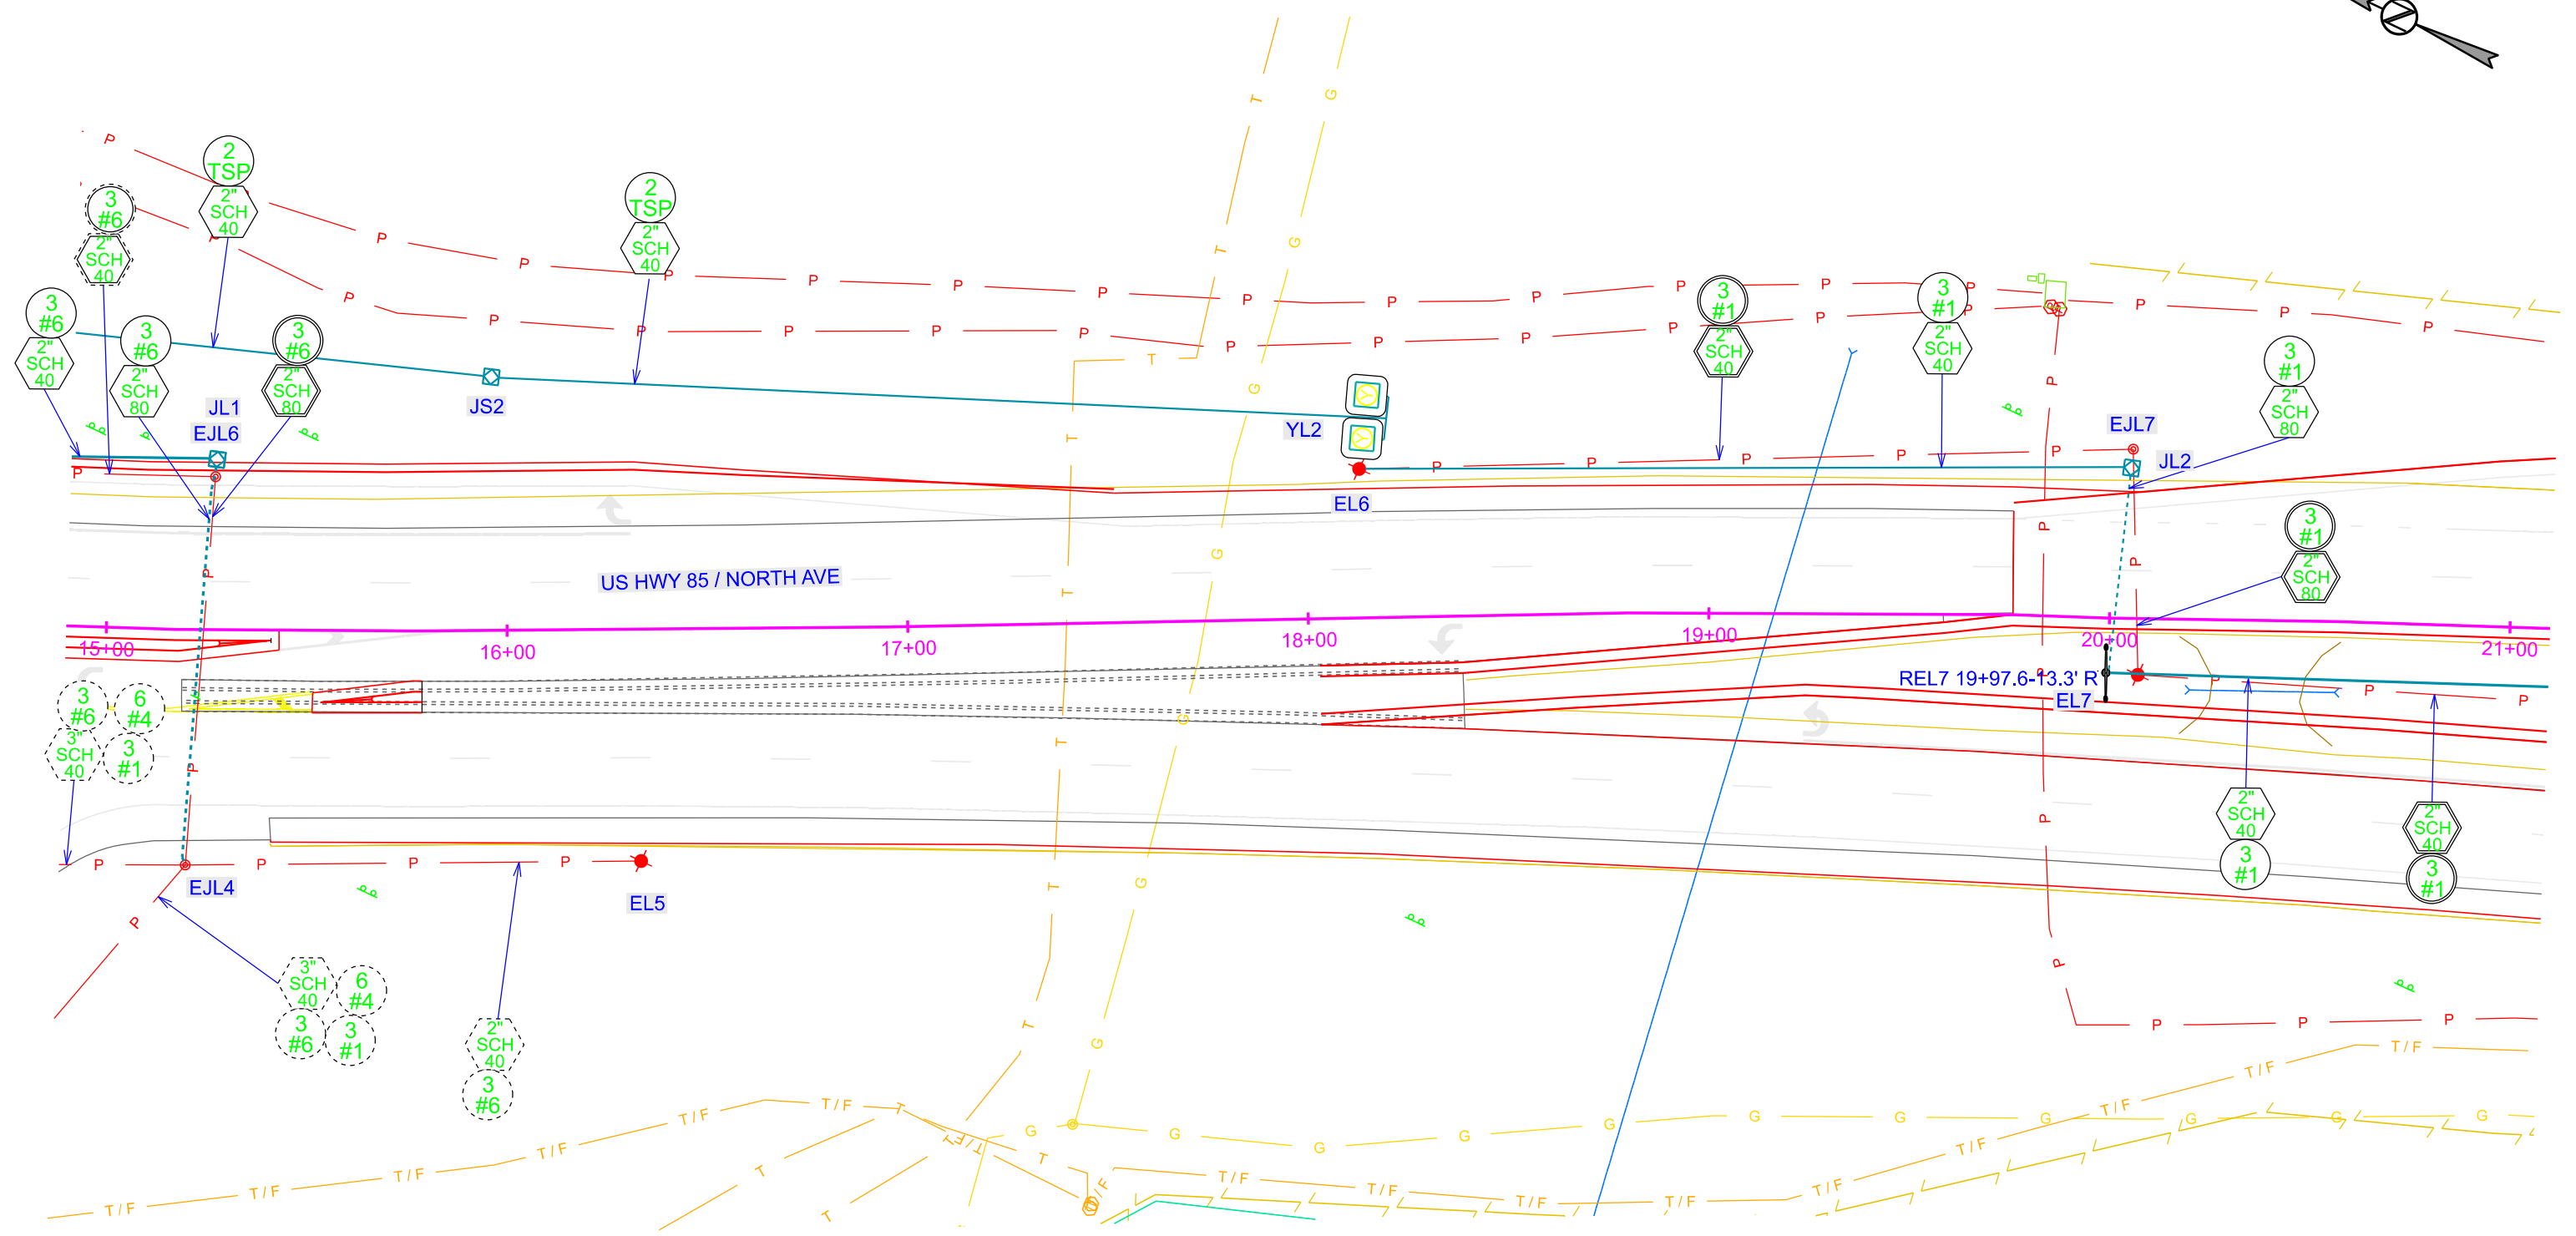 2
TSP
2"
SCH
40
2
TSP
2"
SCH
40
3
#6
2"
SCH
40
3
#6
2"
SCH
40
3
#6
2"
SCH
80
3
#6
2"
SCH
80
JL1
EJL6
JS2
YL2
EL6
3
#1
2"
SCH
40
3
#1
2"
SCH
40
3
#1
2"
SCH
80
EJL7
JL2
3
#1
2"
SCH
80
US HWY 85 / NORTH AVE
15+00
16+00
17+00
18+00
19+00
20+00
21+00
REL7 19+97.6-13.3' R
EL7
3
#6
6
#4
3"
SCH
40
3
#1
2"
SCH
40
3
#1
2"
SCH
40
3
#1
EJL4
EL5
3"
SCH
40
6
#4
3
#6
3
#1
2"
SCH
40
3
#6
P P P P P P P P P P P P
P P P P P P P P P
T T T T T T T T
G G G G G G G G
T/F T/F T/F T/F T/F T/F
G G G G G G G G G
T/F T/F T/F T/F T/F T/F T/F T/F